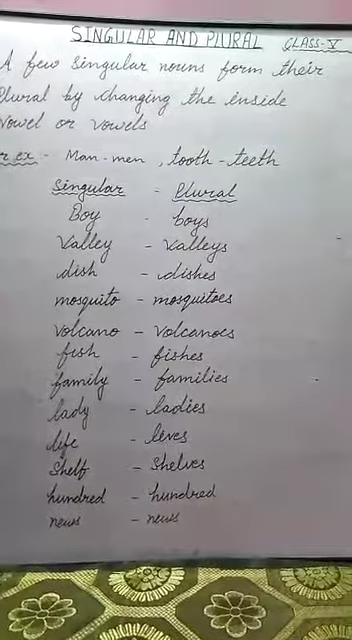 SINGULAR AND PLURAL CLASS-V
A few singular nouns form their
Plural by changing the inside
Vowel or vowels
r ex - Man-men, tooth-teeth
Singular - Plural
Boy - boys
Valley - Valleys
dish - dishes
mosquito - mosquitoes
volcano - volcanoes
fish - fishes
family - families
lady - ladies
life - lives
Shelf - Shelves
hundred - hundred
news - news